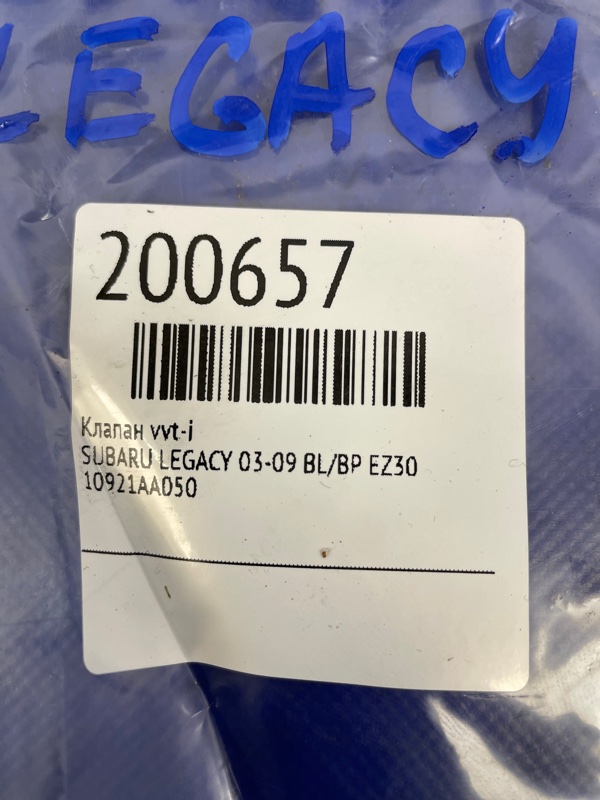 LEGACY
200657
Клапан vvt-i
SUBARU LEGACY 03-09 BL/BP EZ30
10921AA050